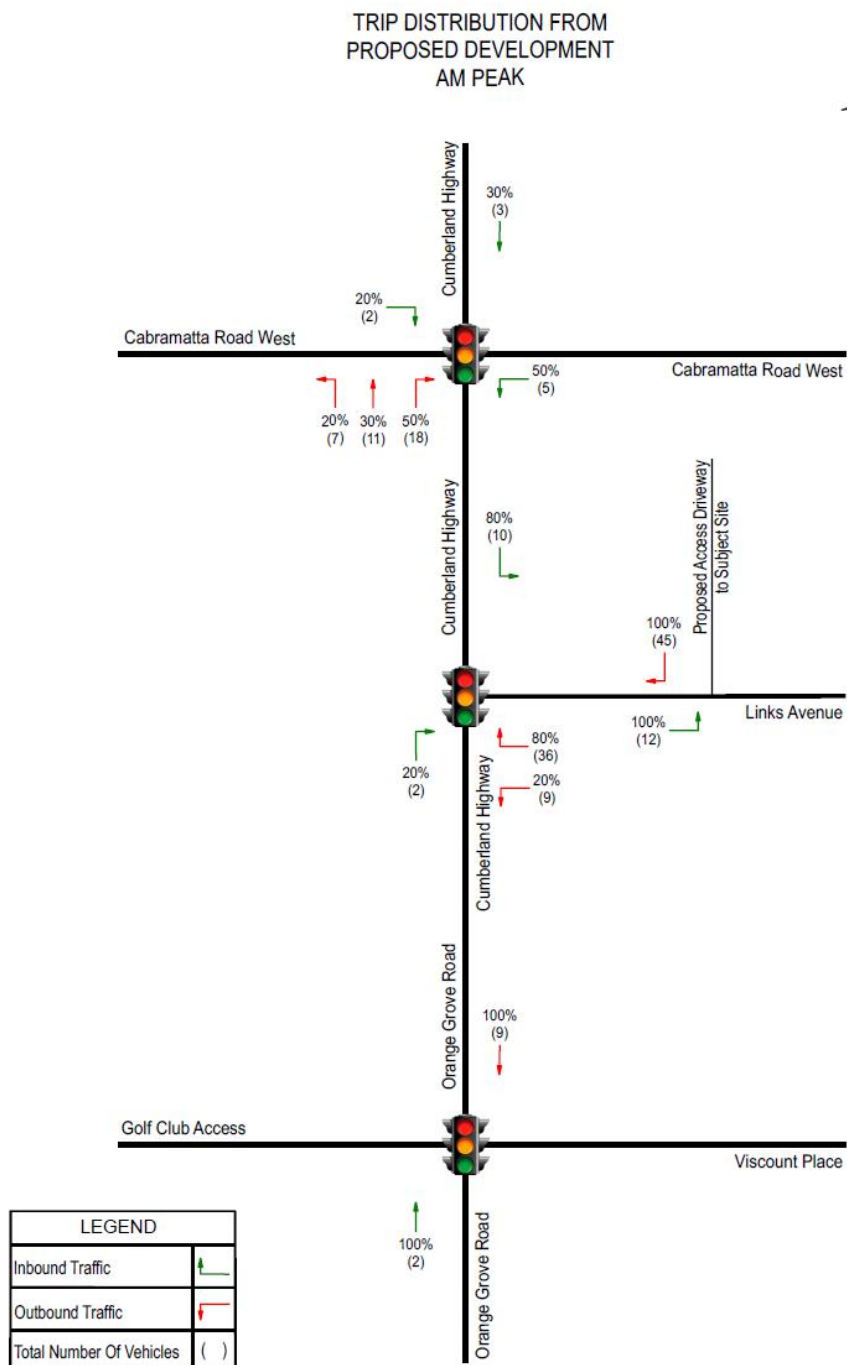 TRIP DISTRIBUTION FROM
PROPOSED DEVELOPMENT
AM PEAK
Cumberland Highway
30%
(3)
20%
(2)
Cabramatta Road West
Cabramatta Road West
50%
(5)
20%
(7)
30%
(11)
50%
(18)
Cumberland Highway
80%
(10)
Proposed Access Driveway
to Subject Site
100%
(45)
Links Avenue
100%
(12)
20%
(2)
80%
(36)
20%
(9)
Cumberland Highway
Orange Grove Road
100%
(9)
Golf Club Access
Viscount Place
100%
(2)
Orange Grove Road
LEGEND
Inbound Traffic
Outbound Traffic
Total Number Of Vehicles ( )